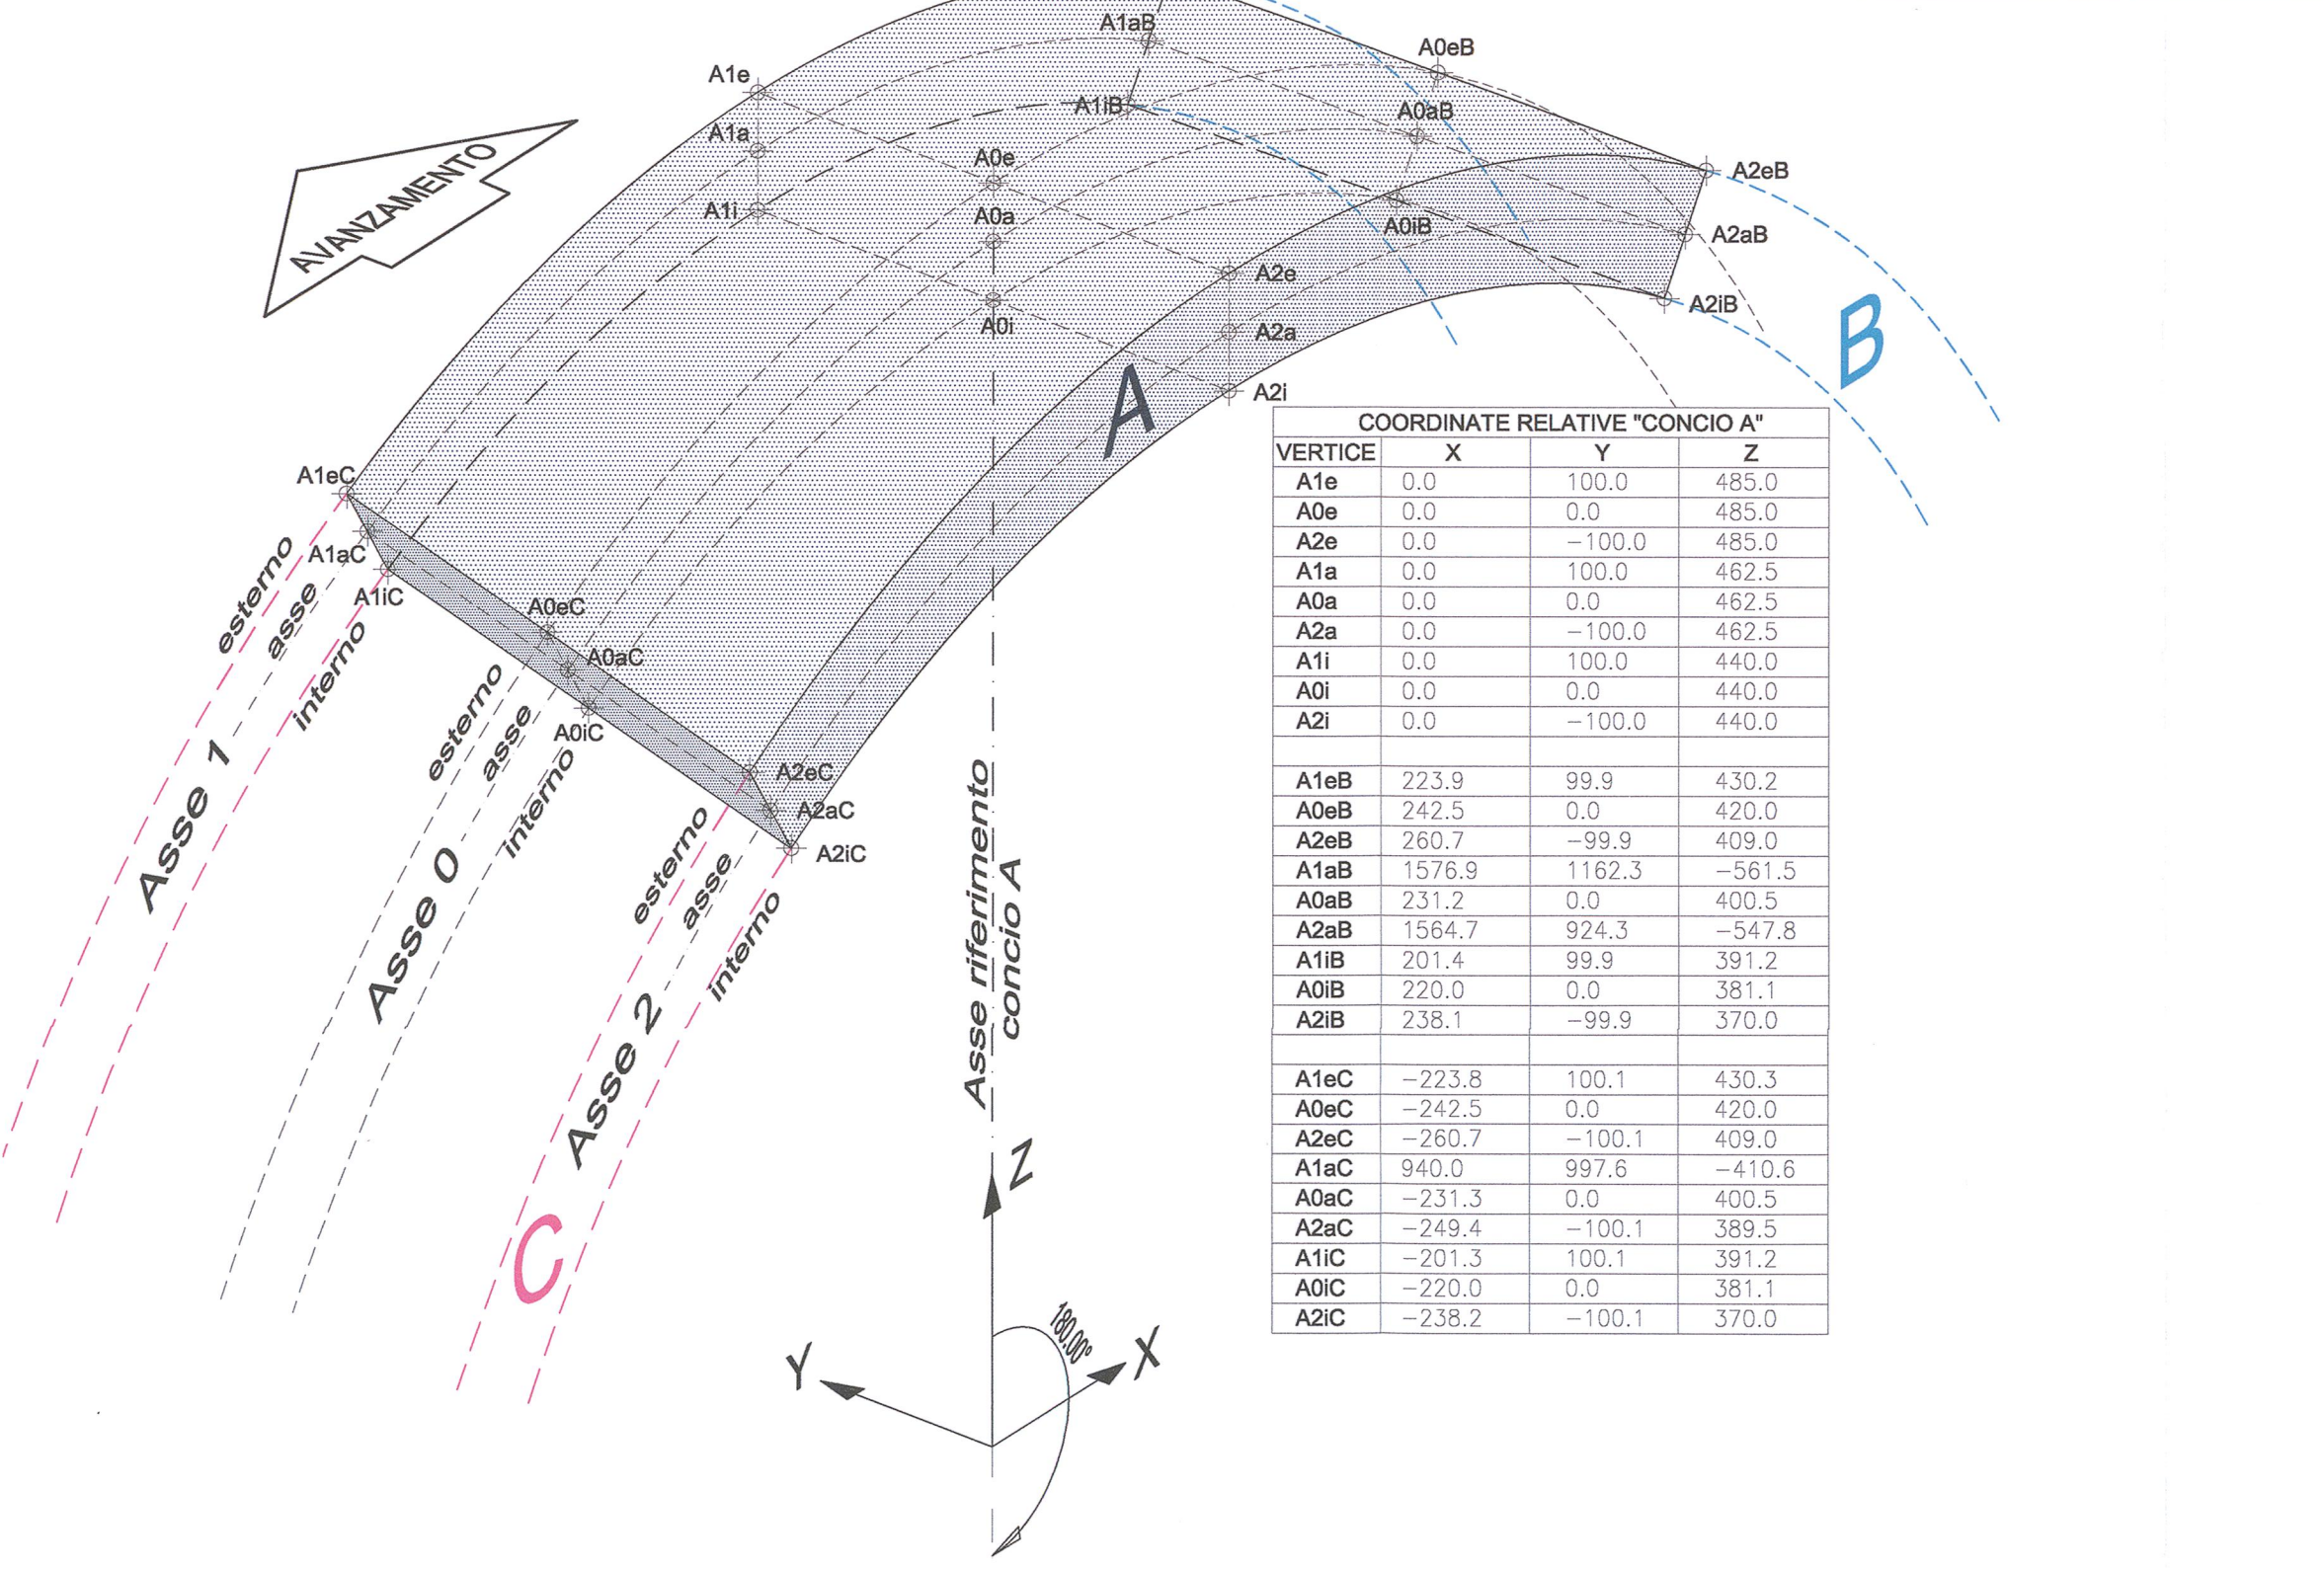 A1aB
A0eB
A1e
A1iB
A0aB
A1a
A0e
A2eB
A1i
A0a
A0iB
A2aB
A0i
A2e
A2iB
A2a
A2i
AVANZAMENTO
A
B
A1eC
A1aC
A1iC
A0eC
A0aC
A0iC
A2eC
A2aC
A2iC
esterno
asse
interno
Asse 1
esterno
asse
interno
Asse 0
esterno
asse
interno
Asse 2
C
Asse riferimento
concio A
Z
Y
X
180.00°
COORDINATE RELATIVE "CONCIO A"
VERTICE X Y Z
A1e 0.0 100.0 485.0
A0e 0.0 0.0 485.0
A2e 0.0 −100.0 485.0
A1a 0.0 100.0 462.5
A0a 0.0 0.0 462.5
A2a 0.0 −100.0 462.5
A1i 0.0 100.0 440.0
A0i 0.0 0.0 440.0
A2i 0.0 −100.0 440.0
A1eB 223.9 99.9 430.2
A0eB 242.5 0.0 420.0
A2eB 260.7 −99.9 409.0
A1aB 1576.9 1162.3 −561.5
A0aB 231.2 0.0 400.5
A2aB 1564.7 924.3 −547.8
A1iB 201.4 99.9 391.2
A0iB 220.0 0.0 381.1
A2iB 238.1 −99.9 370.0
A1eC −223.8 100.1 430.3
A0eC −242.5 0.0 420.0
A2eC −260.7 −100.1 409.0
A1aC 940.0 997.6 −410.6
A0aC −231.3 0.0 400.5
A2aC −249.4 −100.1 389.5
A1iC −201.3 100.1 391.2
A0iC −220.0 0.0 381.1
A2iC −238.2 −100.1 370.0